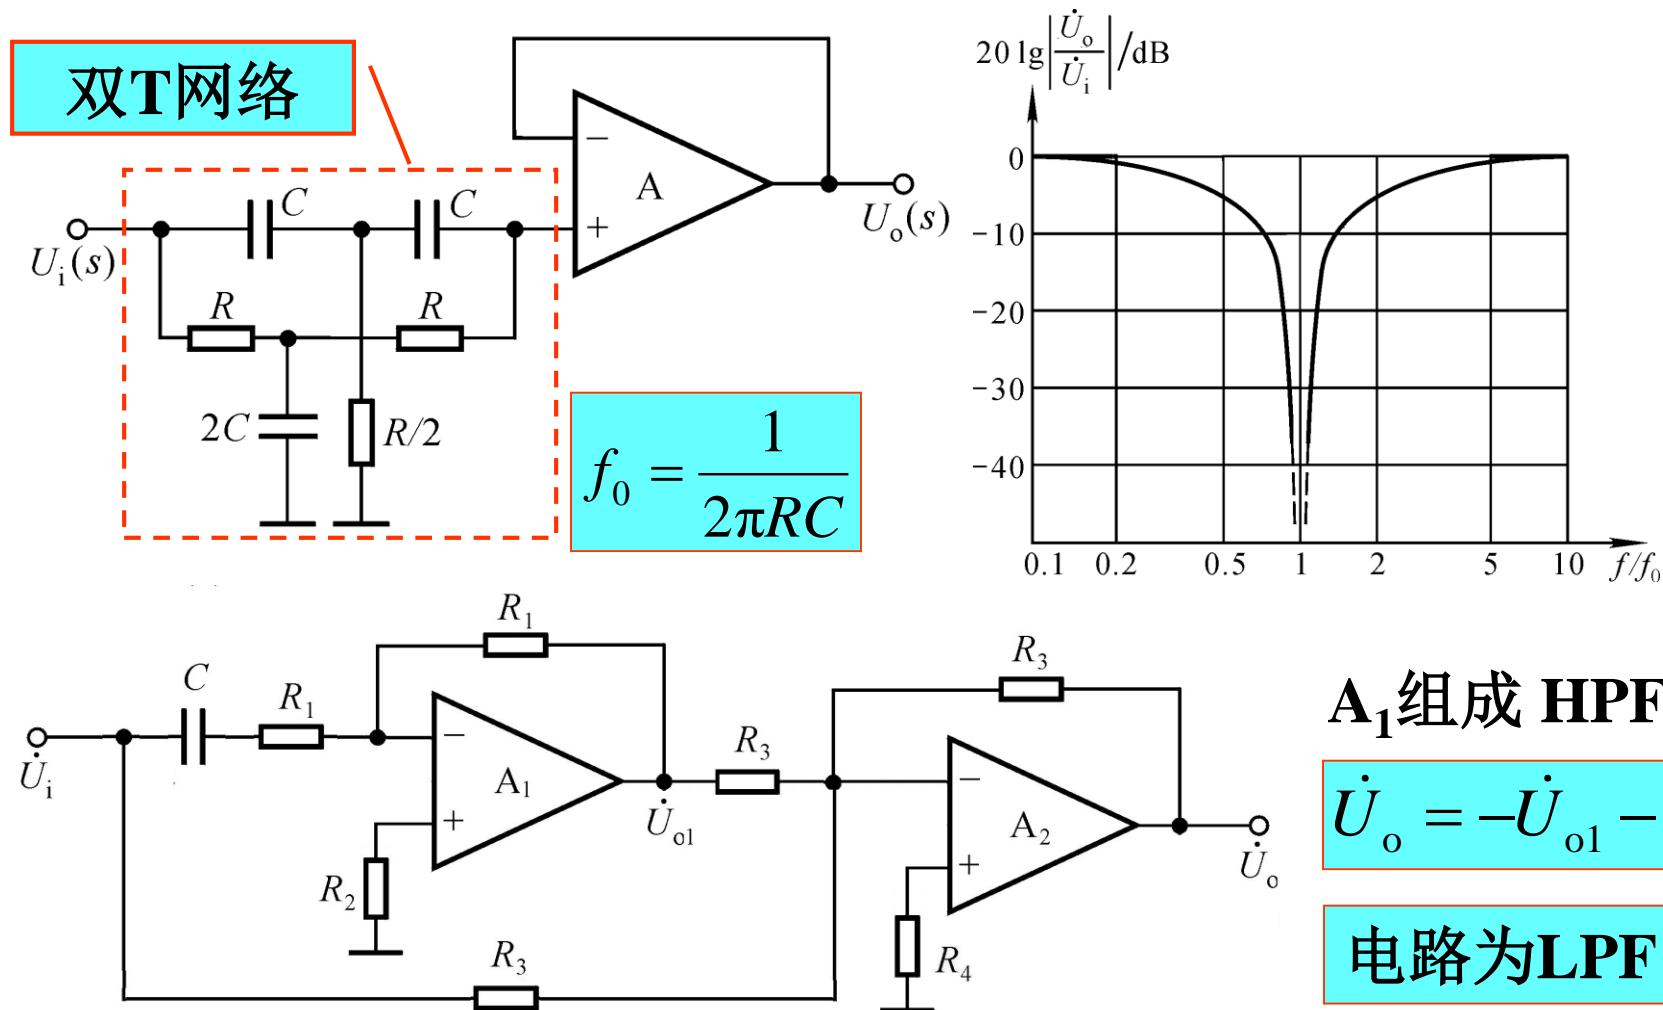 双T网络
C
C
A
−
+
Uᵢ(s)
Uₒ(s)
R
R
2C
R/2
f₀ = 1/(2πRC)
20 lg|U̇ₒ/U̇ᵢ|/dB
0
−10
−20
−30
−40
0.1 0.2 0.5 1 2 5 10 f/f₀
R₁
C
R₁
−
A₁
+
U̇ᵢ
U̇ₒ₁
R₂
R₃
R₃
R₃
−
A₂
+
U̇ₒ
R₄
A₁组成 HPF
U̇ₒ = −U̇ₒ₁ −
电路为LPF